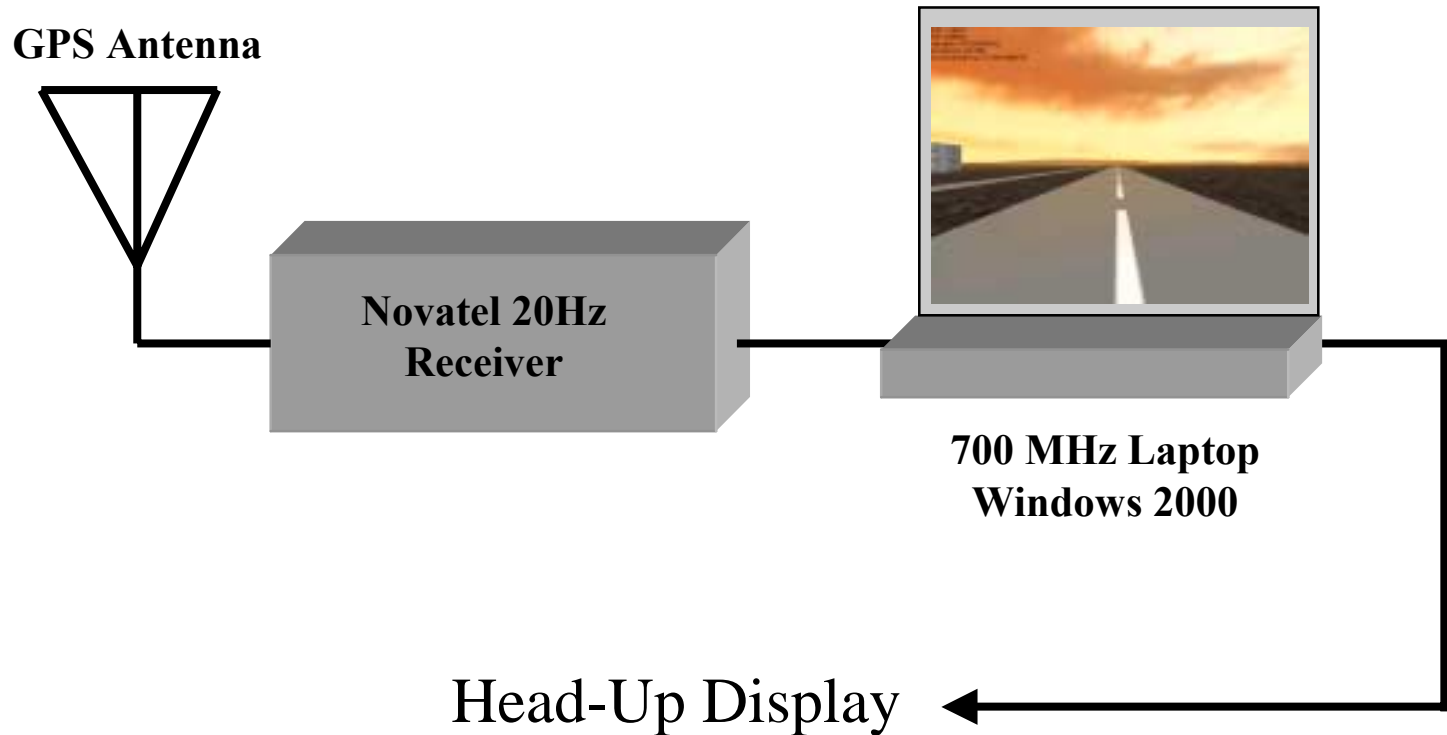 GPS Antenna
Novatel 20Hz
Receiver
700 MHz Laptop
Windows 2000
Head-Up Display